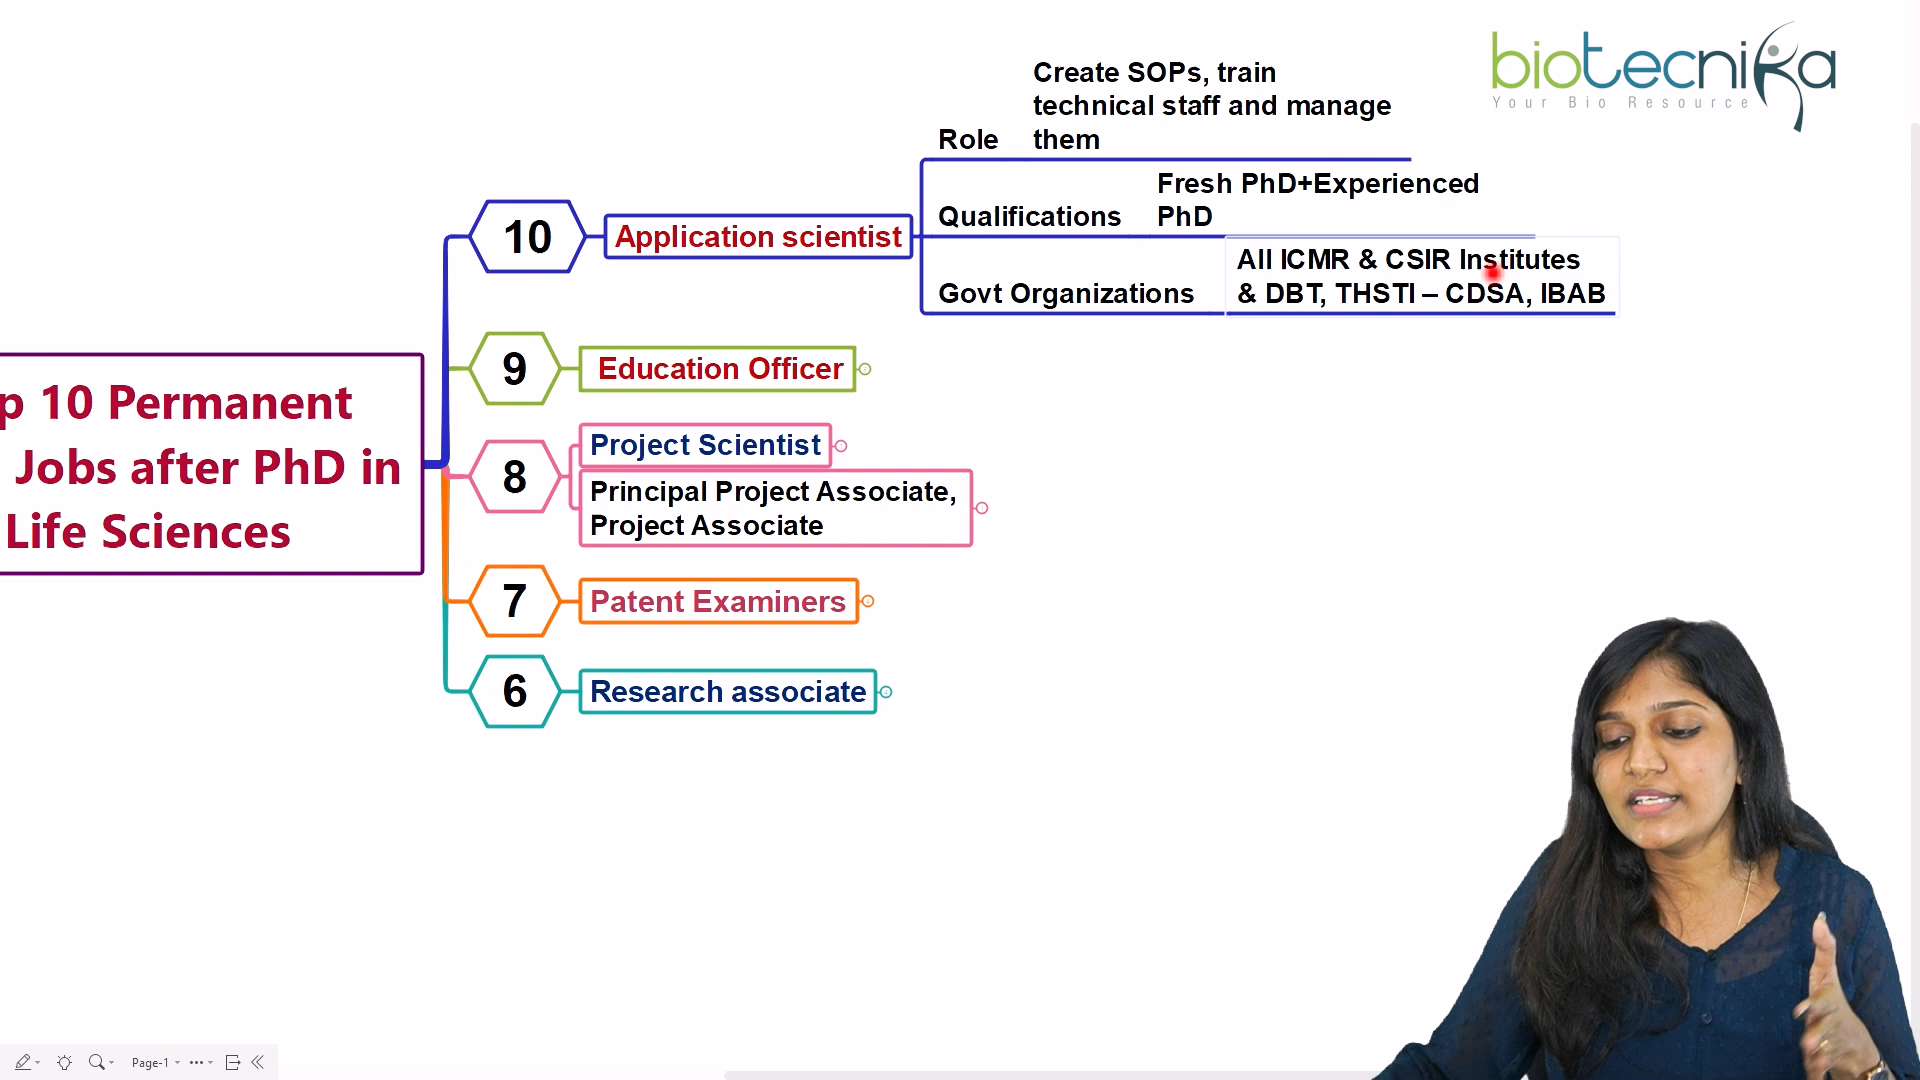 biotecnika
Your Bio Resource
Create SOPs, train
technical staff and manage
Role them
Fresh PhD+Experienced
Qualifications PhD
10 Application scientist
All ICMR & CSIR Institutes
Govt Organizations & DBT, THSTI – CDSA, IBAB
9 Education Officer
p 10 Permanent
Jobs after PhD in
Life Sciences
8 Project Scientist
Principal Project Associate,
Project Associate
7 Patent Examiners
6 Research associate
Page-1